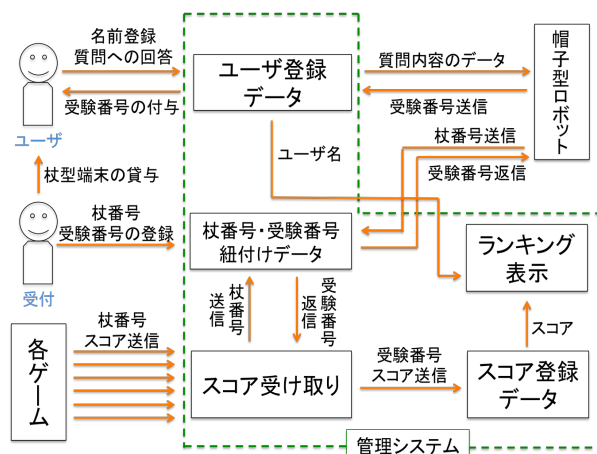 名前登録
質問への回答
受験番号の付与
ユーザ
ユーザ登録
データ
質問内容のデータ
受験番号送信
帽子型ロボット
杖番号送信
受験番号返信
ユーザ名
杖型端末の貸与
杖番号
受験番号の登録
受付
杖番号・受験番号
紐付けデータ
ランキング
表示
杖番号
送信
受験番号
返信
スコア
杖番号
スコア送信
各ゲーム
スコア受け取り
受験番号
スコア送信
スコア登録
データ
管理システム